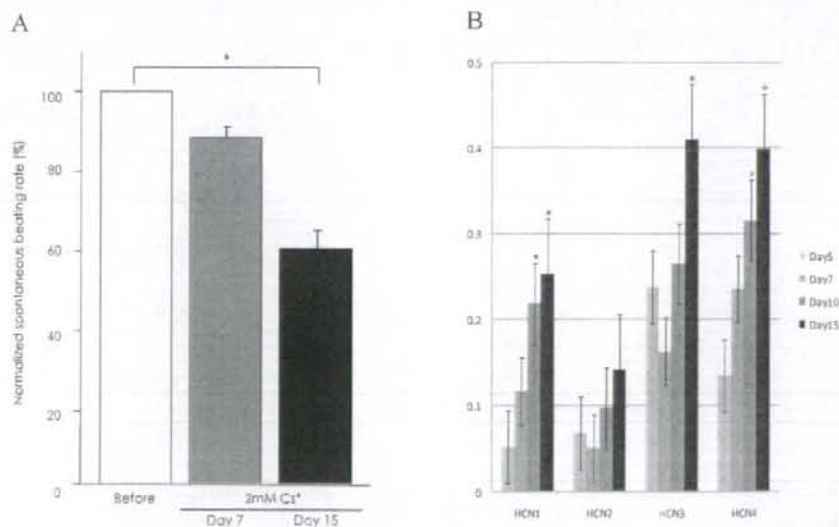 A
Normalized spontaneous beating rate (%)
100
80
60
40
20
0
*
Before
2mM Cs⁺
Day 7
Day 15
B
0.5
0.4
0.3
0.2
0.1
0
*
*
*
*
*
HCN1
HCN2
HCN3
HCN4
Day5
Day7
Day10
Day15